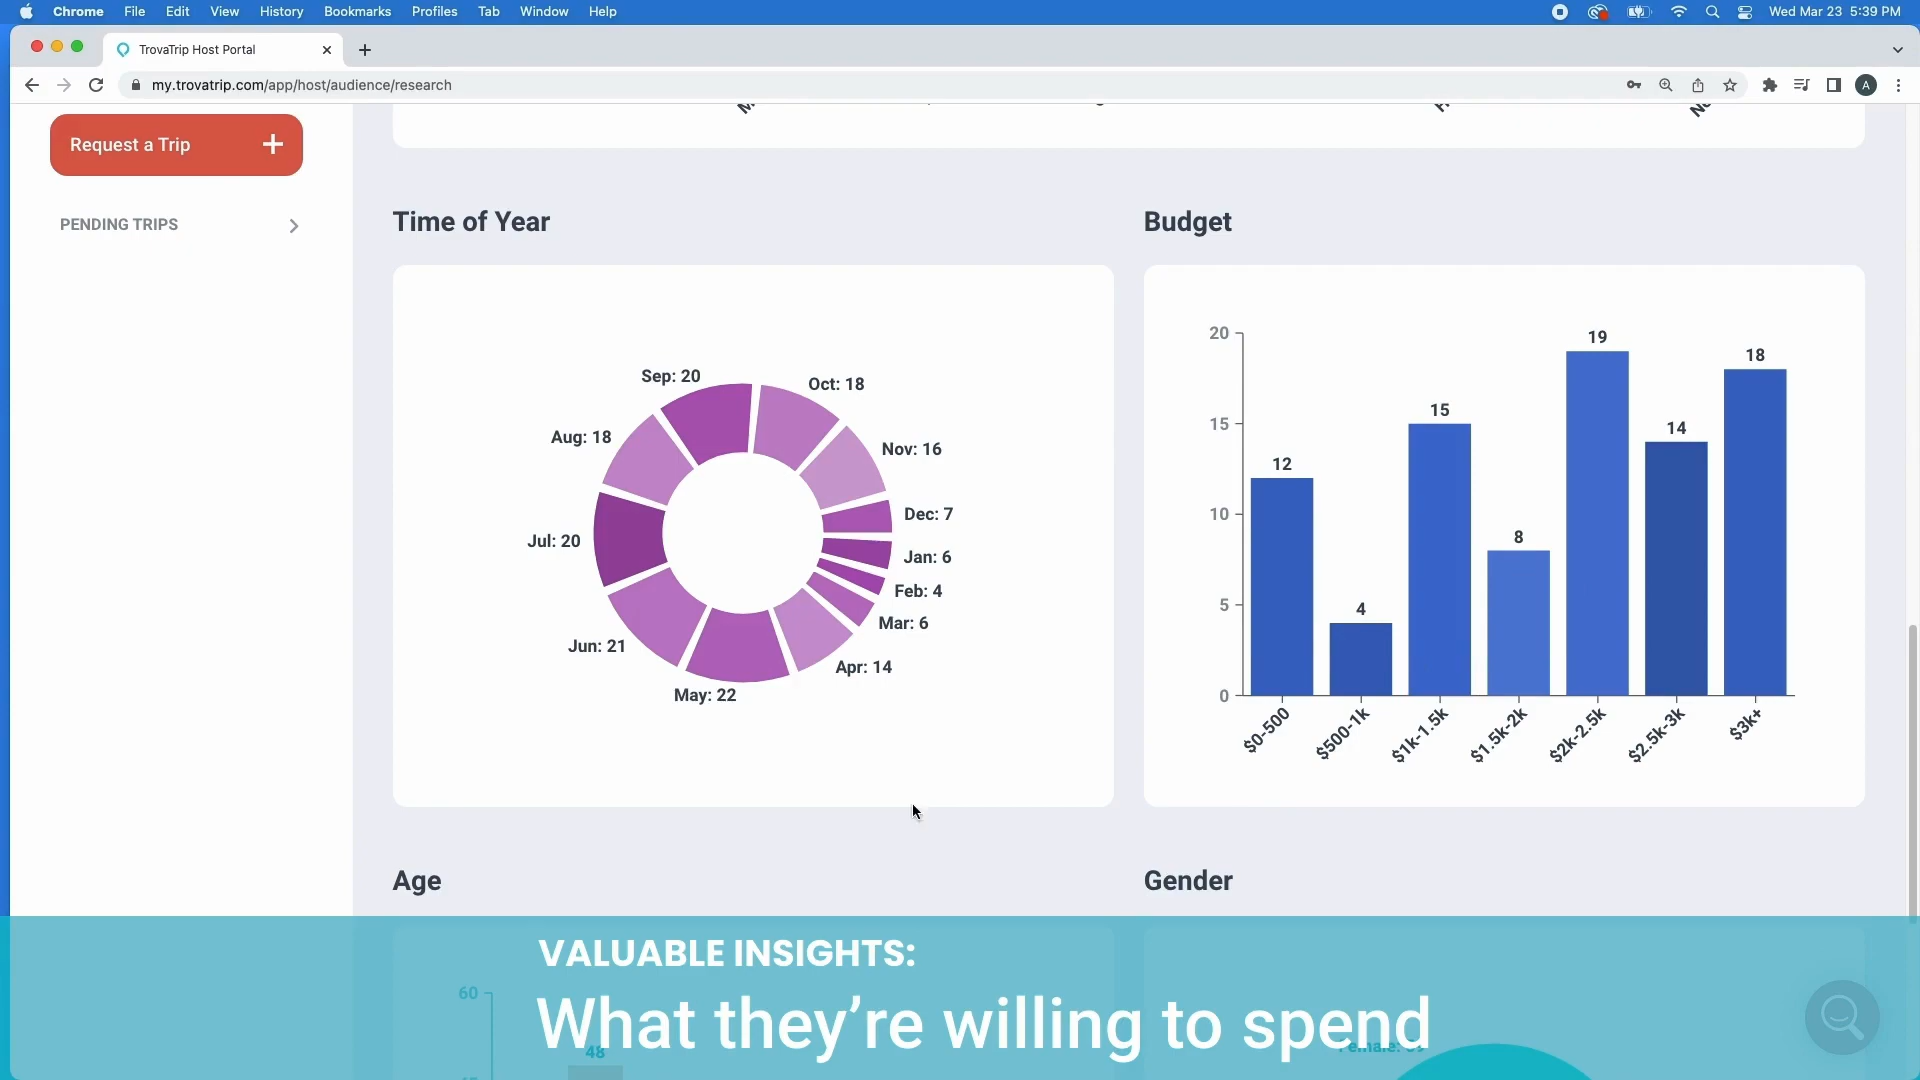 Chrome File Edit View History Bookmarks Profiles Tab Window Help Wed Mar 23 5:39 PM
TrovaTrip Host Portal
my.trovatrip.com/app/host/audience/research
A
Request a Trip
PENDING TRIPS
Time of Year
Sep: 20
Oct: 18
Aug: 18
Nov: 16
Dec: 7
Jul: 20
Jan: 6
Feb: 4
Mar: 6
Jun: 21
Apr: 14
May: 22
Budget
20
15
10
5
0
12
4
15
8
19
14
18
$0-500
$500-1k
$1k-1.5k
$1.5k-2k
$2k-2.5k
$2.5k-3k
$3k+
Age
Gender
VALUABLE INSIGHTS:
What they’re willing to spend
60
48